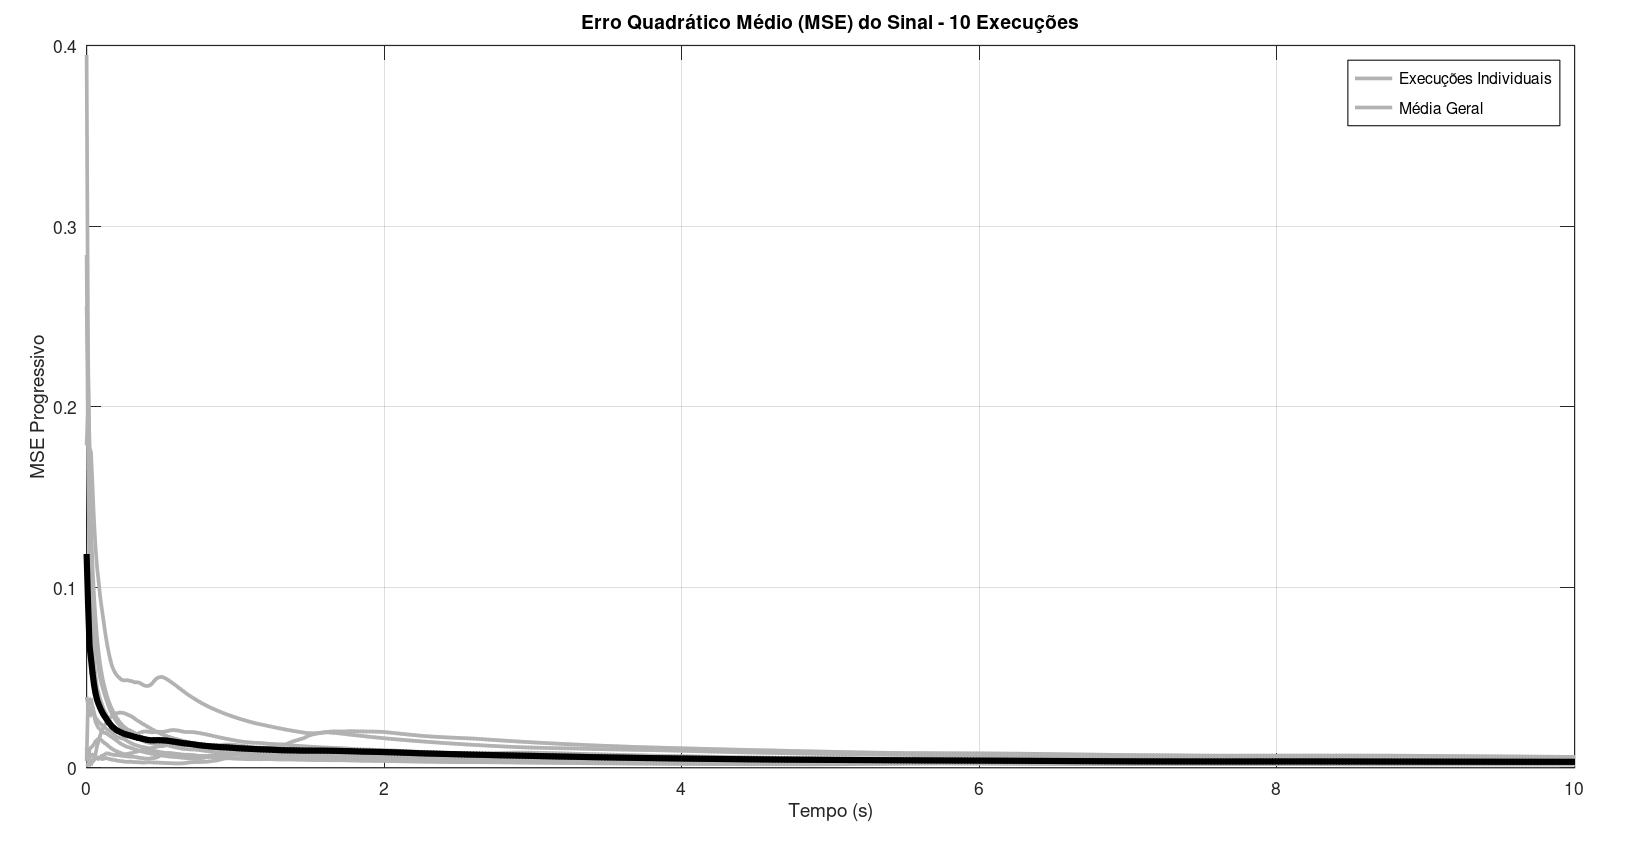 Erro Quadrático Médio (MSE) do Sinal - 10 Execuções
0.4
0.3
0.2
0.1
0
MSE Progressivo
Execuções Individuais
Média Geral
0 2 4 6 8 10
Tempo (s)